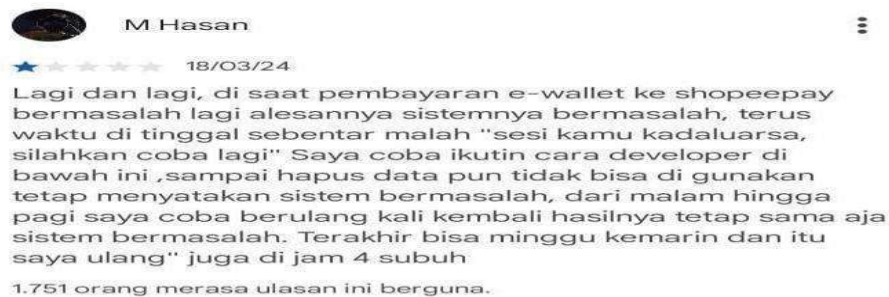 M Hasan
18/03/24
Lagi dan lagi, di saat pembayaran e-wallet ke shopeepay
bermasalah lagi alesannya sistemnya bermasalah, terus
waktu di tinggal sebentar malah "sesi kamu kadaluarsa,
silahkan coba lagi" Saya coba ikutin cara developer di
bawah ini ,sampai hapus data pun tidak bisa di gunakan
tetap menyatakan sistem bermasalah, dari malam hingga
pagi saya coba berulang kali kembali hasilnya tetap sama aja
sistem bermasalah. Terakhir bisa minggu kemarin dan itu
saya ulang" juga di jam 4 subuh
1.751 orang merasa ulasan ini berguna.